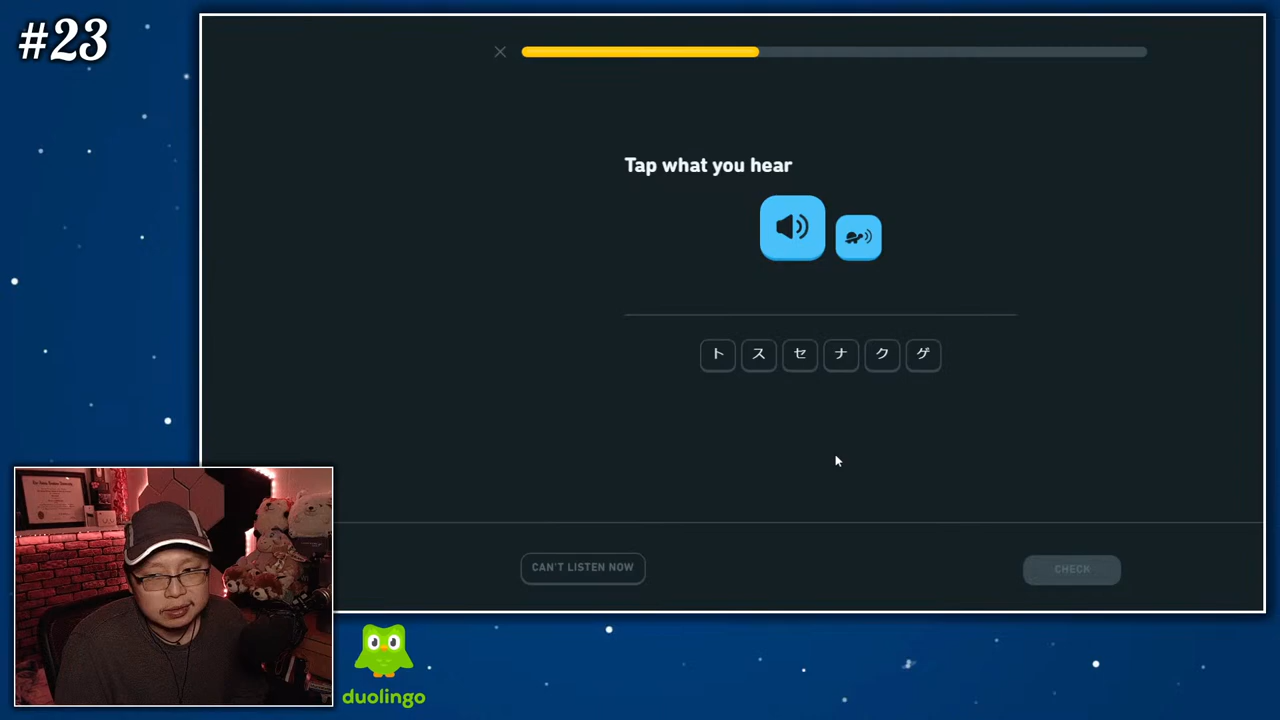 #23
Tap what you hear
ト ス セ ナ ク ゲ
CAN'T LISTEN NOW
CHECK
duolingo